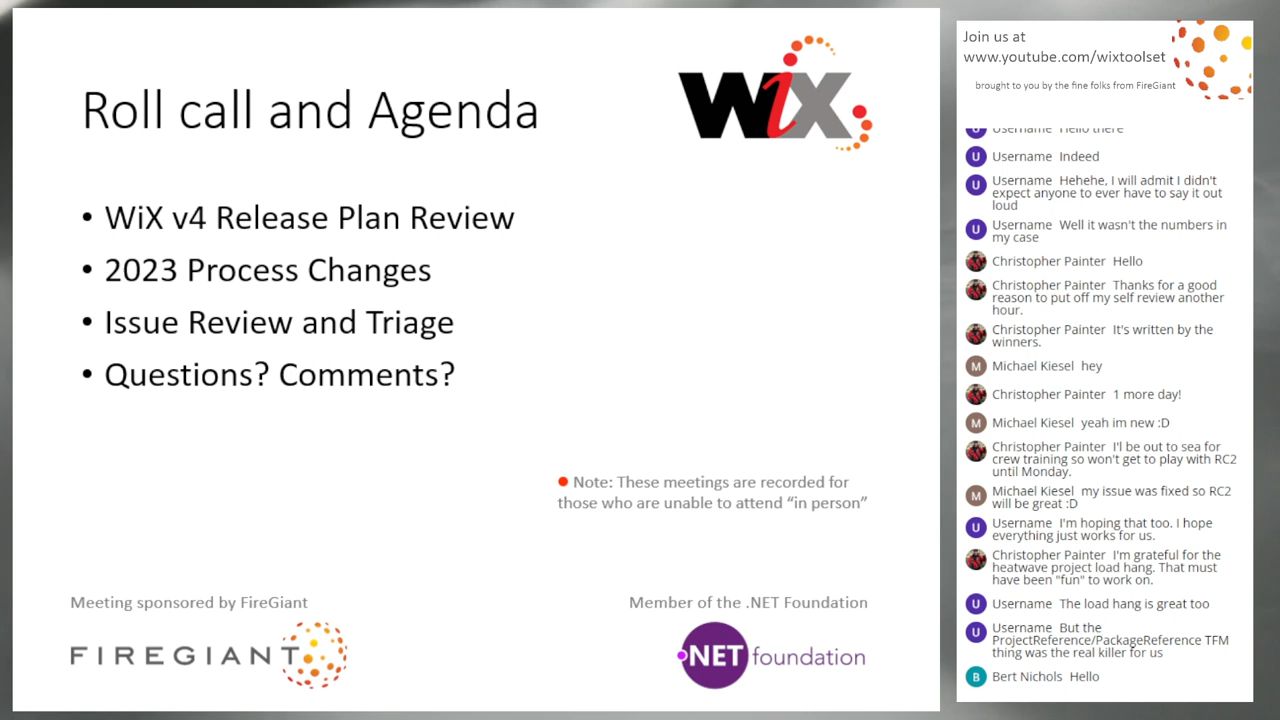 Roll call and Agenda
WiX
• WiX v4 Release Plan Review
• 2023 Process Changes
• Issue Review and Triage
• Questions? Comments?
Note: These meetings are recorded for
those who are unable to attend “in person”
Meeting sponsored by FireGiant
FIREGIANT
Member of the .NET Foundation
.NET foundation
Join us at
www.youtube.com/wixtoolset
brought to you by the fine folks from FireGiant
U Username Hello there
U Username Indeed
U Username Hehehe, I will admit I didn't
expect anyone to ever have to say it out
loud
U Username Well it wasn't the numbers in
my case
Christopher Painter Hello
Christopher Painter Thanks for a good
reason to put off my self review another
hour.
Christopher Painter It's written by the
winners.
M Michael Kiesel hey
Christopher Painter 1 more day!
M Michael Kiesel yeah im new :D
Christopher Painter I'l be out to sea for
crew training so won't get to play with RC2
until Monday.
M Michael Kiesel my issue was fixed so RC2
will be great :D
U Username I'm hoping that too. I hope
everything just works for us.
Christopher Painter I'm grateful for the
heatwave project load hang. That must
have been "fun" to work on.
U Username The load hang is great too
U Username But the
ProjectReference/PackageReference TFM
thing was the real killer for us
B Bert Nichols Hello